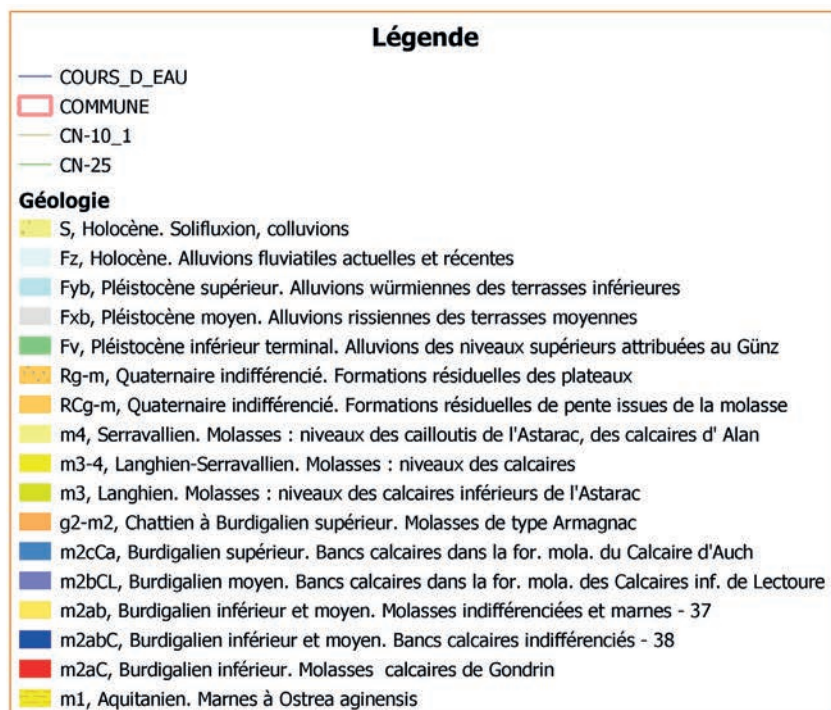 Légende
COURS_D_EAU
COMMUNE
CN-10_1
CN-25
Géologie
S, Holocène. Solifluxion, colluvions
Fz, Holocène. Alluvions fluviatiles actuelles et récentes
Fyb, Pléistocène supérieur. Alluvions würmiennes des terrasses inférieures
Fxb, Pléistocène moyen. Alluvions rissiennes des terrasses moyennes
Fv, Pléistocène inférieur terminal. Alluvions des niveaux supérieurs attribuées au Günz
Rg-m, Quaternaire indifférencié. Formations résiduelles des plateaux
RCg-m, Quaternaire indifférencié. Formations résiduelles de pente issues de la molasse
m4, Serravallien. Molasses : niveaux des cailloutis de l'Astarac, des calcaires d' Alan
m3-4, Langhien-Serravallien. Molasses : niveaux des calcaires
m3, Langhien. Molasses : niveaux des calcaires inférieurs de l'Astarac
g2-m2, Chattien à Burdigalien supérieur. Molasses de type Armagnac
m2cCa, Burdigalien supérieur. Bancs calcaires dans la for. mola. du Calcaire d'Auch
m2bCL, Burdigalien moyen. Bancs calcaires dans la for. mola. des Calcaires inf. de Lectoure
m2ab, Burdigalien inférieur et moyen. Molasses indifférenciées et marnes - 37
m2abC, Burdigalien inférieur et moyen. Bancs calcaires indifférenciés - 38
m2aC, Burdigalien inférieur. Molasses calcaires de Gondrin
m1, Aquitanien. Marnes à Ostrea aginensis